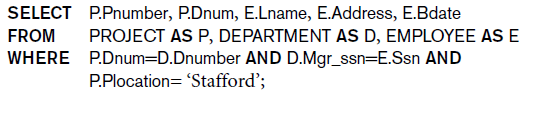 SELECT P.Pnumber, P.Dnum, E.Lname, E.Address, E.Bdate
FROM PROJECT AS P, DEPARTMENT AS D, EMPLOYEE AS E
WHERE P.Dnum=D.Dnumber AND D.Mgr_ssn=E.Ssn AND
P.Plocation= ‘Stafford’;